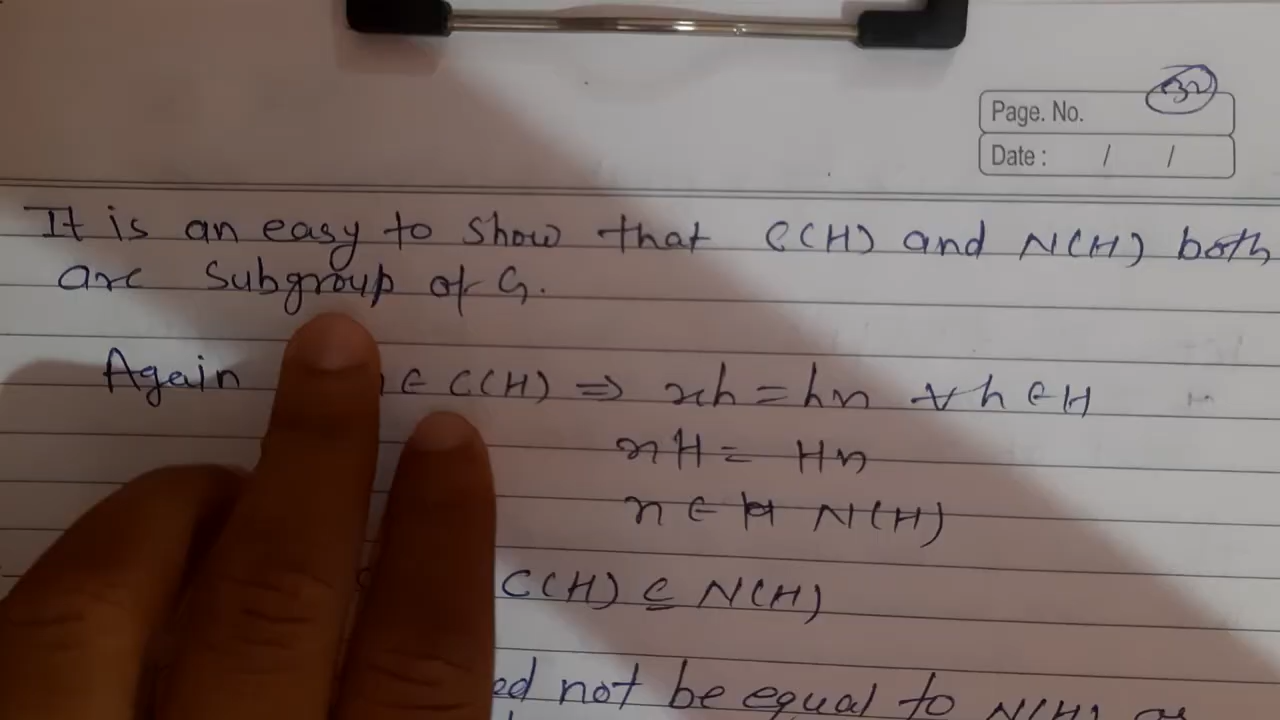 Page. No. 32
Date : / /
It is an easy to show that C(H) and N(H) both
are subgroup of G.
Again x ∈ C(H) ⇒ xh = hx ∀ h ∈ H
xH = Hx
x ∈ N(H)
C(H) ⊆ N(H)
not be equal to N(H)